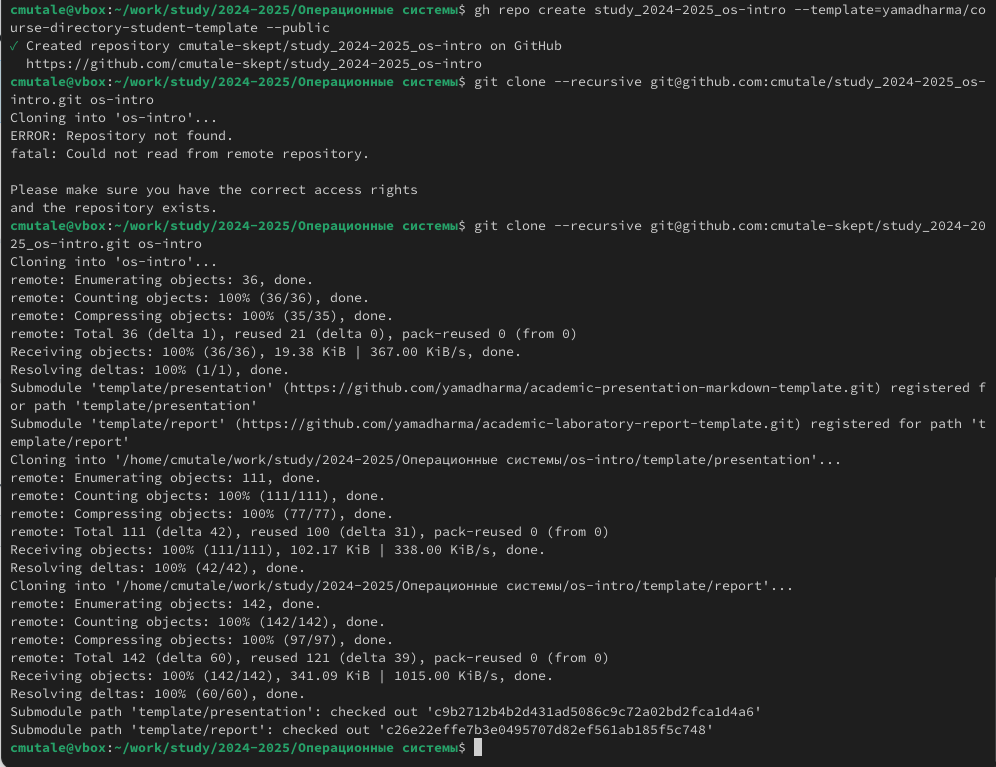 cmutale@vbox:~/work/study/2024-2025/Операционные системы$ gh repo create study_2024-2025_os-intro --template=yamadharma/co
urse-directory-student-template --public
✓ Created repository cmutale-skept/study_2024-2025_os-intro on GitHub
  https://github.com/cmutale-skept/study_2024-2025_os-intro
cmutale@vbox:~/work/study/2024-2025/Операционные системы$ git clone --recursive git@github.com:cmutale/study_2024-2025_os-
intro.git os-intro
Cloning into 'os-intro'...
ERROR: Repository not found.
fatal: Could not read from remote repository.

Please make sure you have the correct access rights
and the repository exists.
cmutale@vbox:~/work/study/2024-2025/Операционные системы$ git clone --recursive git@github.com:cmutale-skept/study_2024-20
25_os-intro.git os-intro
Cloning into 'os-intro'...
remote: Enumerating objects: 36, done.
remote: Counting objects: 100% (36/36), done.
remote: Compressing objects: 100% (35/35), done.
remote: Total 36 (delta 1), reused 21 (delta 0), pack-reused 0 (from 0)
Receiving objects: 100% (36/36), 19.38 KiB | 367.00 KiB/s, done.
Resolving deltas: 100% (1/1), done.
Submodule 'template/presentation' (https://github.com/yamadharma/academic-presentation-markdown-template.git) registered f
or path 'template/presentation'
Submodule 'template/report' (https://github.com/yamadharma/academic-laboratory-report-template.git) registered for path 't
emplate/report'
Cloning into '/home/cmutale/work/study/2024-2025/Операционные системы/os-intro/template/presentation'...
remote: Enumerating objects: 111, done.
remote: Counting objects: 100% (111/111), done.
remote: Compressing objects: 100% (77/77), done.
remote: Total 111 (delta 42), reused 100 (delta 31), pack-reused 0 (from 0)
Receiving objects: 100% (111/111), 102.17 KiB | 338.00 KiB/s, done.
Resolving deltas: 100% (42/42), done.
Cloning into '/home/cmutale/work/study/2024-2025/Операционные системы/os-intro/template/report'...
remote: Enumerating objects: 142, done.
remote: Counting objects: 100% (142/142), done.
remote: Compressing objects: 100% (97/97), done.
remote: Total 142 (delta 60), reused 121 (delta 39), pack-reused 0 (from 0)
Receiving objects: 100% (142/142), 341.09 KiB | 1015.00 KiB/s, done.
Resolving deltas: 100% (60/60), done.
Submodule path 'template/presentation': checked out 'c9b2712b4b2d431ad5086c9c72a02bd2fca1d4a6'
Submodule path 'template/report': checked out 'c26e22effe7b3e0495707d82ef561ab185f5c748'
cmutale@vbox:~/work/study/2024-2025/Операционные системы$